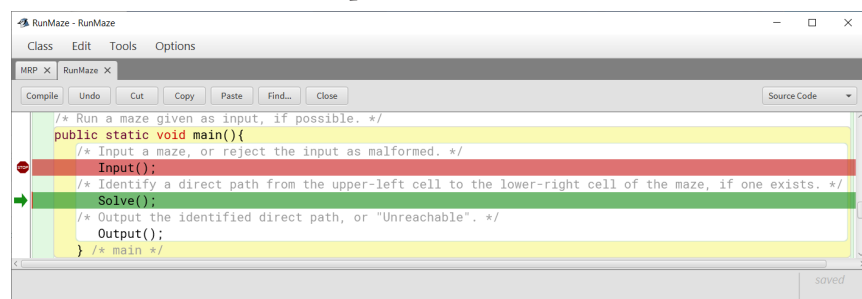 RunMaze - RunMaze
Class Edit Tools Options
MRP X RunMaze X
Compile Undo Cut Copy Paste Find... Close Source Code
/* Run a maze given as input, if possible. */
public static void main(){
/* Input a maze, or reject the input as malformed. */
STOP Input();
/* Identify a direct path from the upper-left cell to the lower-right cell of the maze, if one exists. */
Solve();
/* Output the identified direct path, or "Unreachable". */
Output();
} /* main */
saved